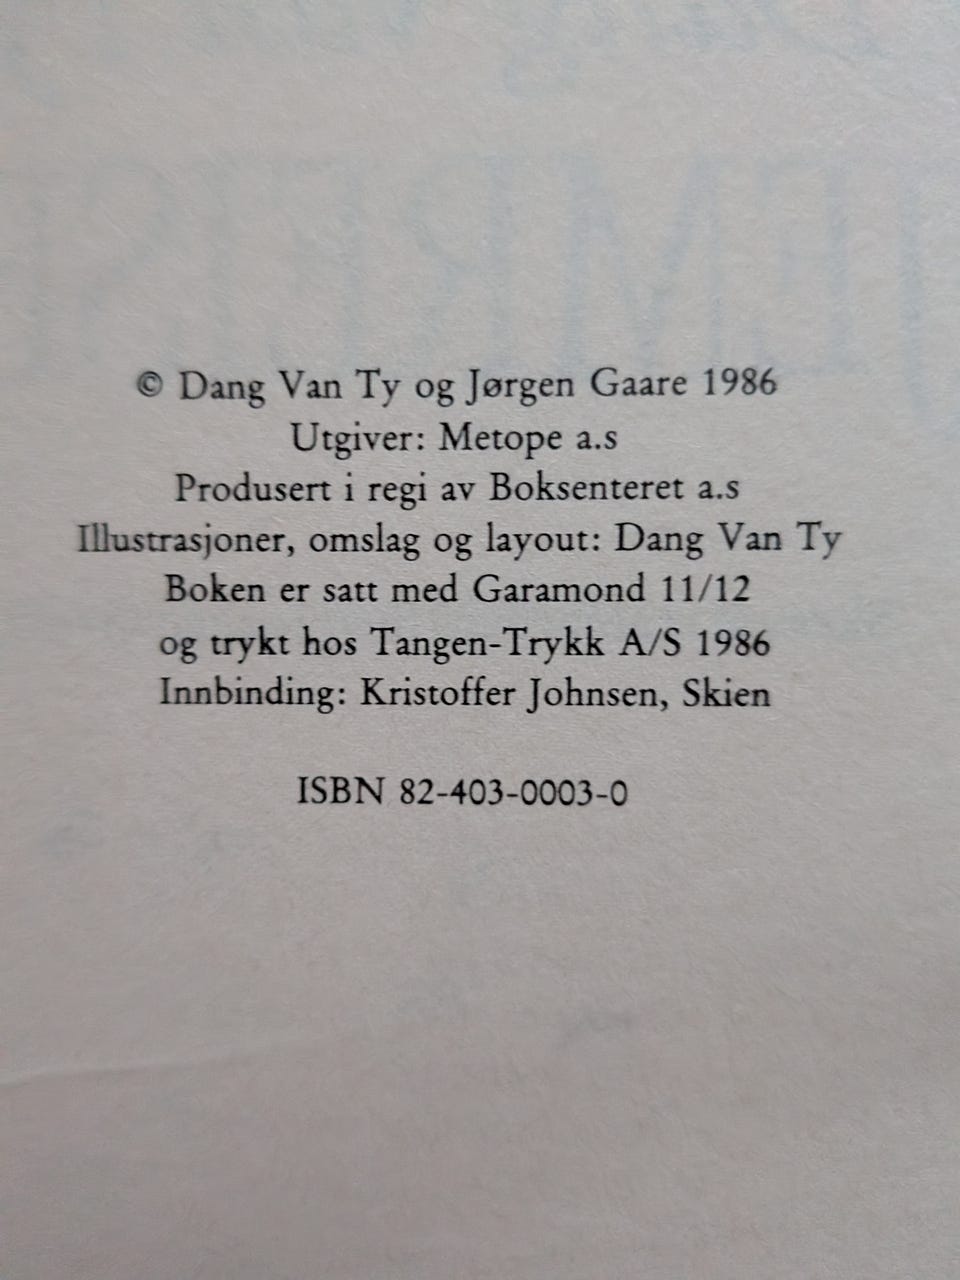 © Dang Van Ty og Jørgen Gaare 1986
Utgiver: Metope a.s
Produsert i regi av Boksenteret a.s
Illustrasjoner, omslag og layout: Dang Van Ty
Boken er satt med Garamond 11/12
og trykt hos Tangen-Trykk A/S 1986
Innbinding: Kristoffer Johnsen, Skien
ISBN 82-403-0003-0